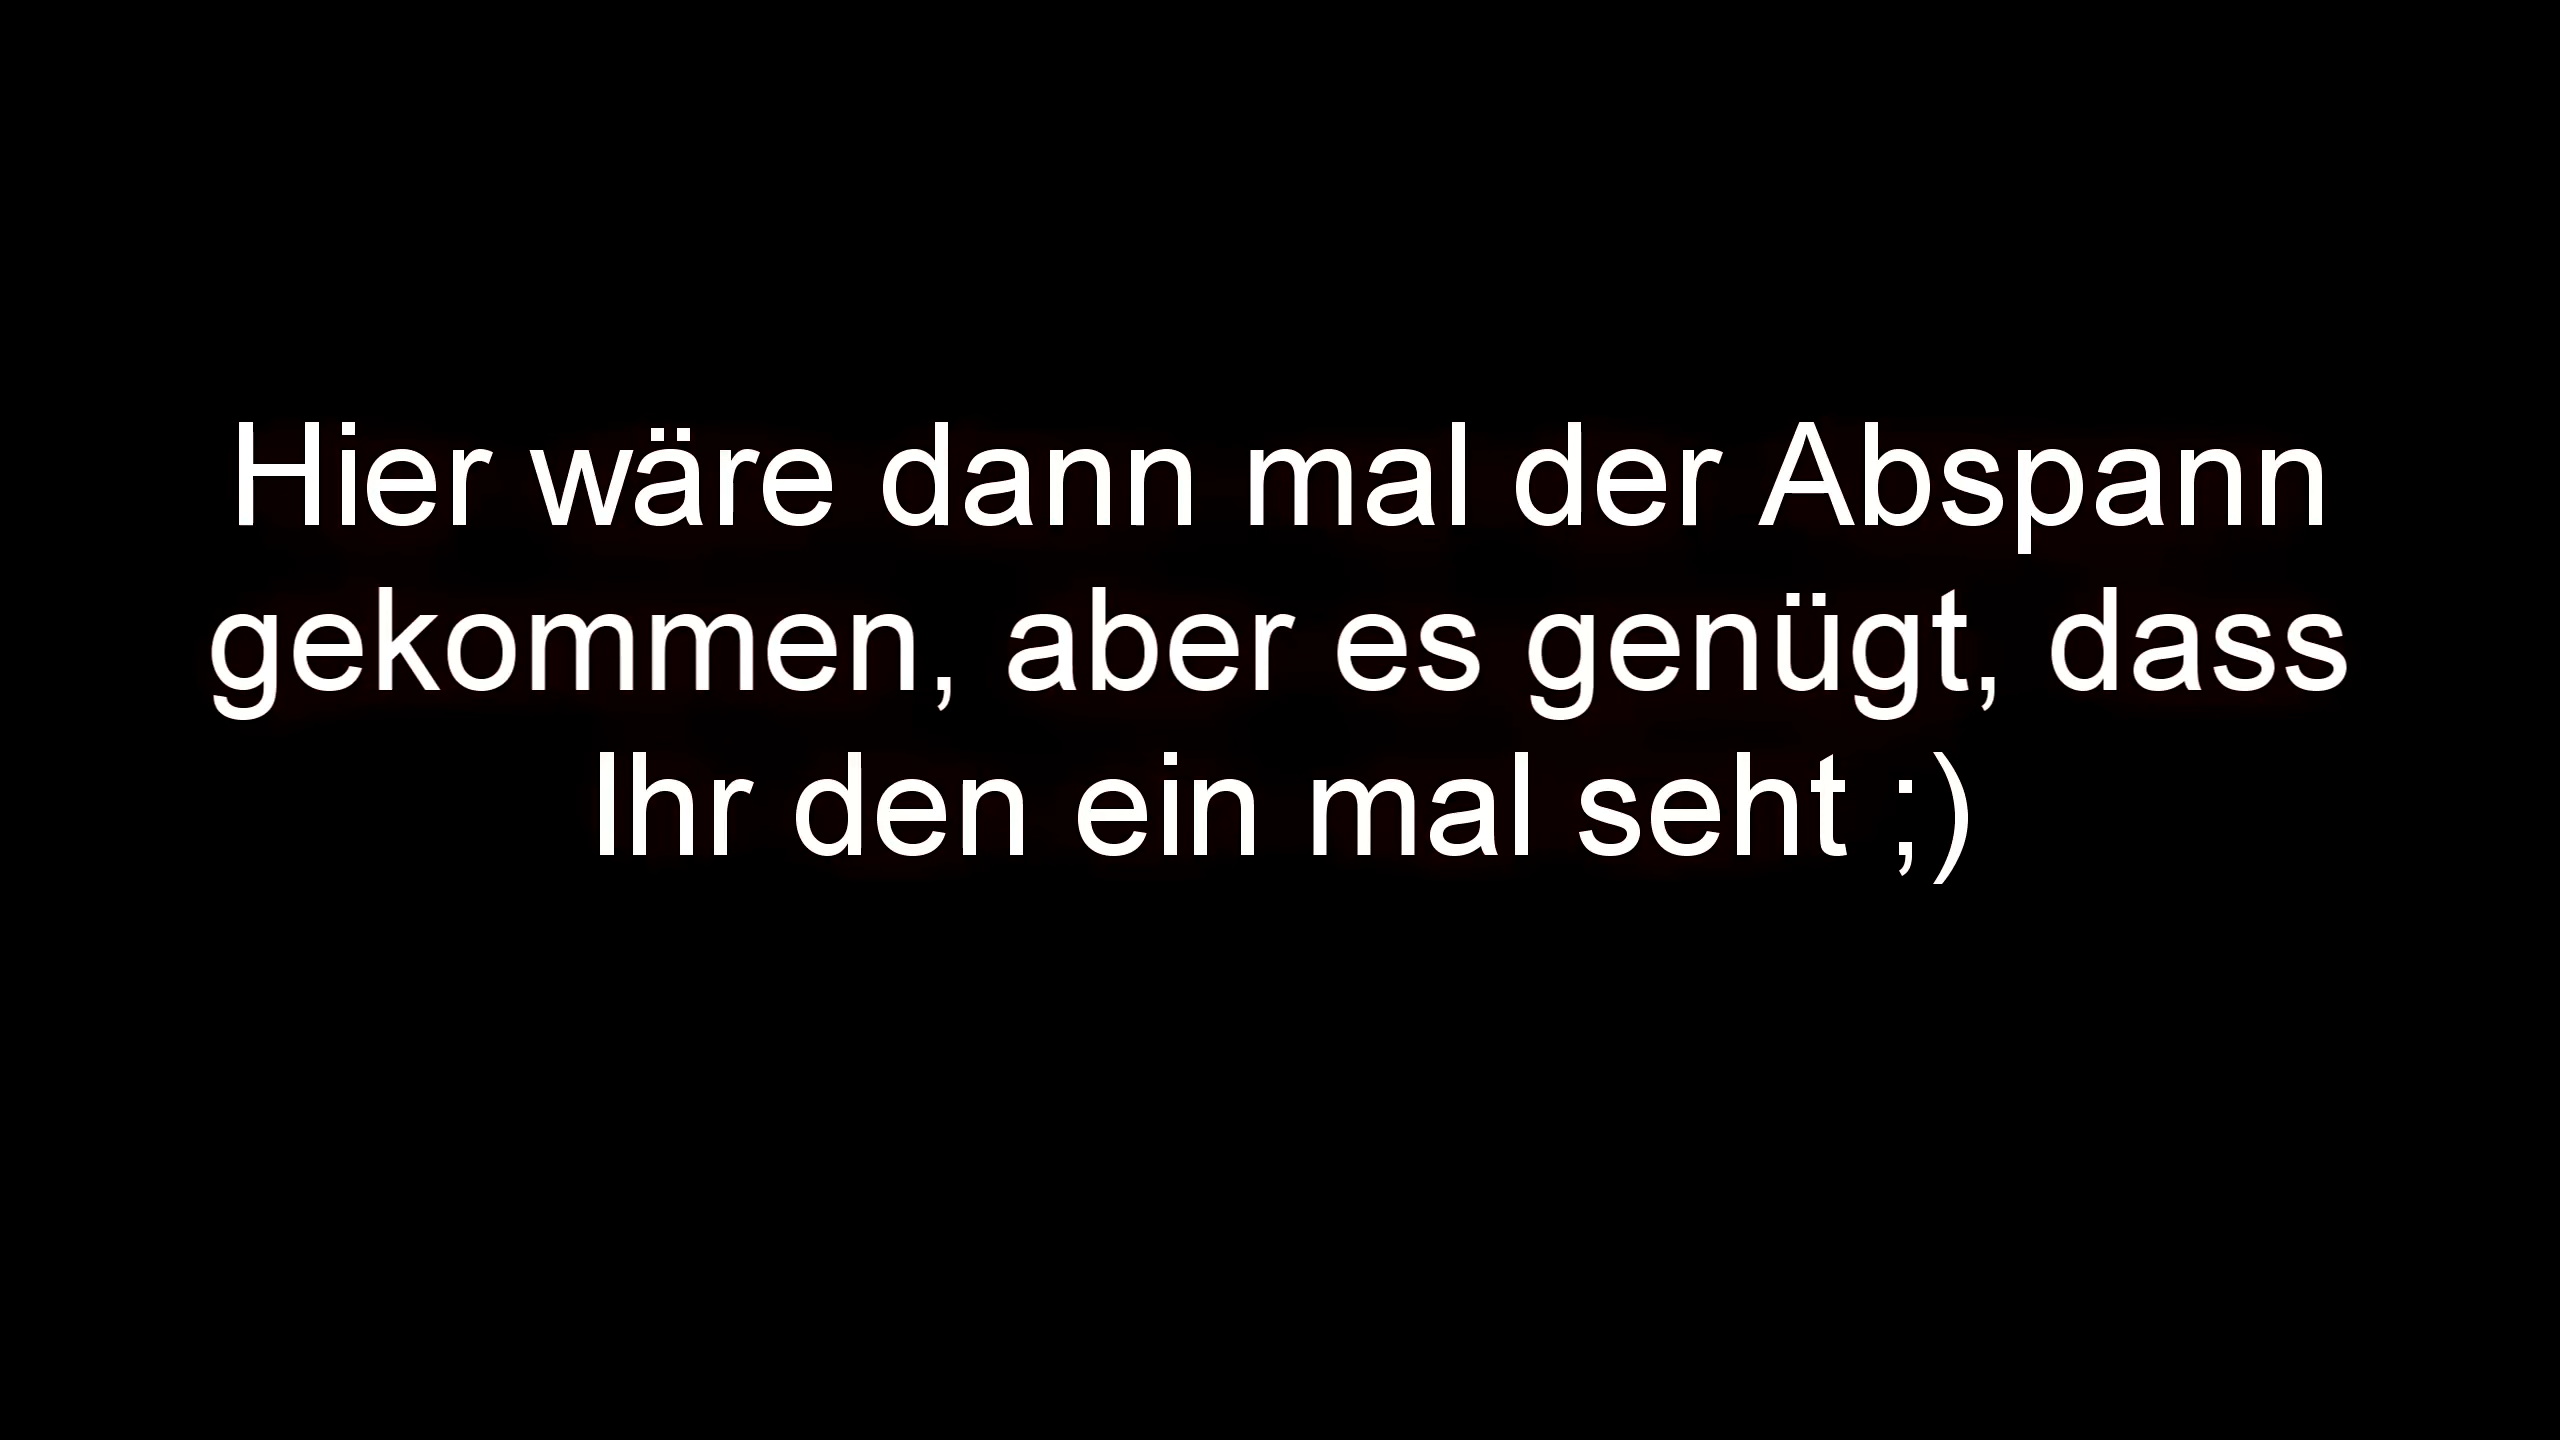 Hier wäre dann mal der Abspann
gekommen, aber es genügt, dass
Ihr den ein mal seht ;)